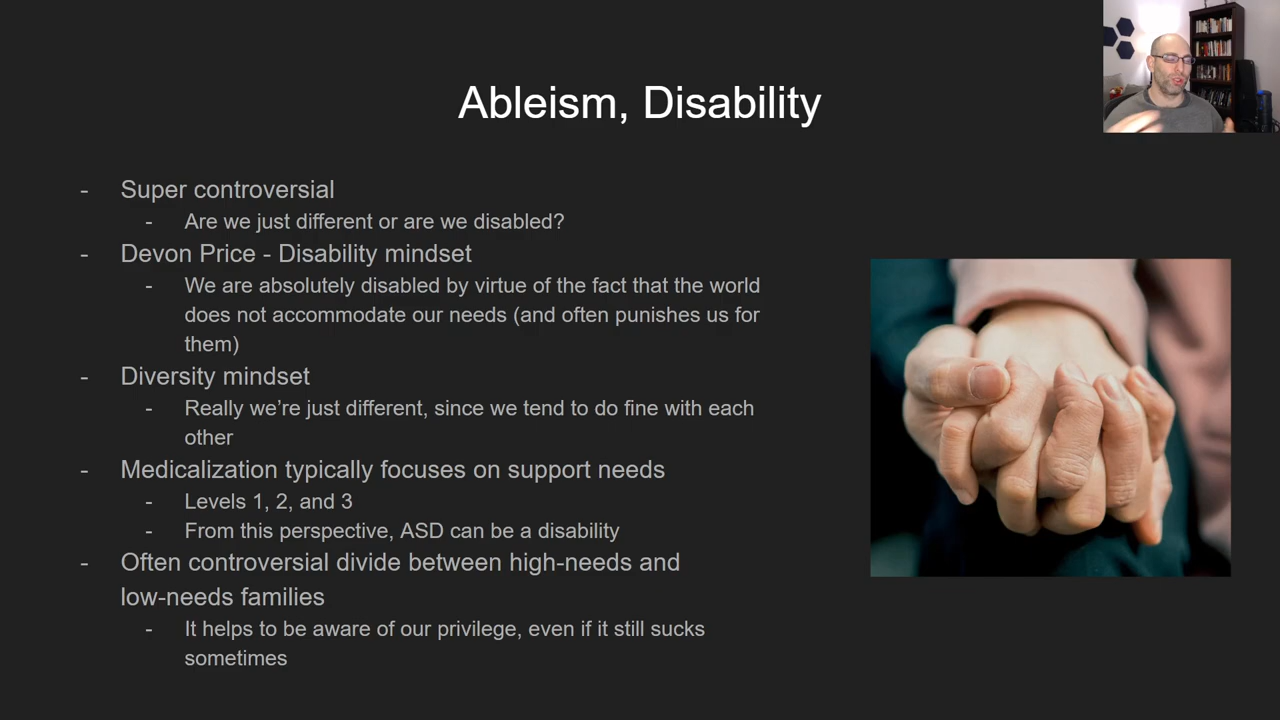 Ableism, Disability
- Super controversial
- Are we just different or are we disabled?
- Devon Price - Disability mindset
- We are absolutely disabled by virtue of the fact that the world
does not accommodate our needs (and often punishes us for
them)
- Diversity mindset
- Really we’re just different, since we tend to do fine with each
other
- Medicalization typically focuses on support needs
- Levels 1, 2, and 3
- From this perspective, ASD can be a disability
- Often controversial divide between high-needs and
low-needs families
- It helps to be aware of our privilege, even if it still sucks
sometimes